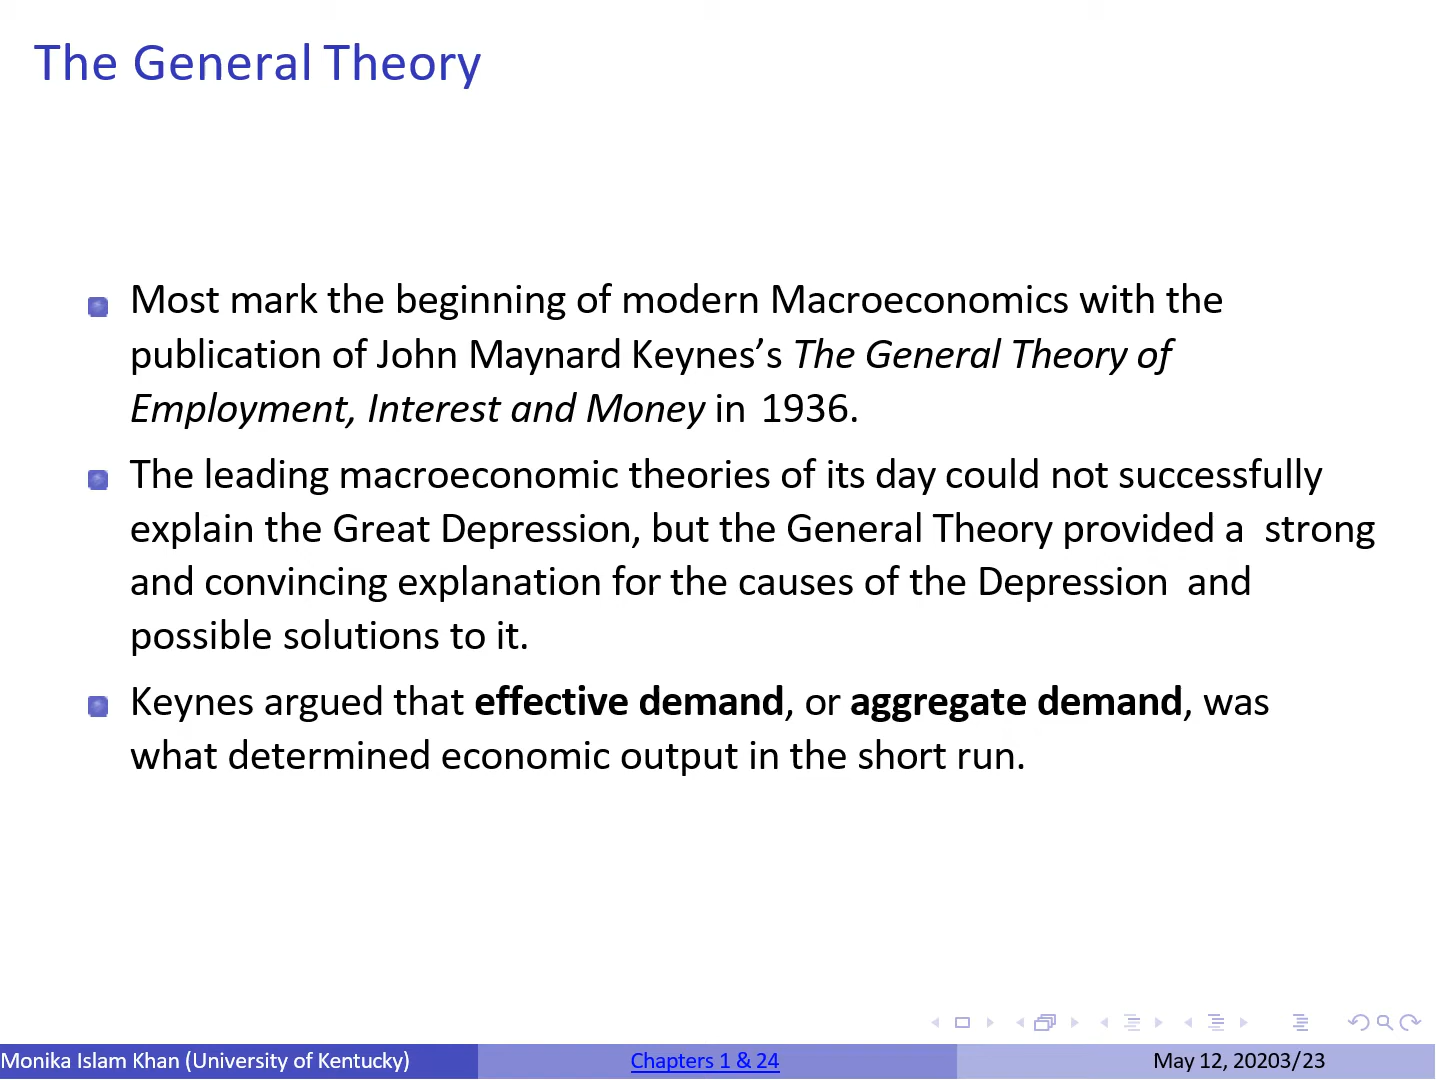 The General Theory
Most mark the beginning of modern Macroeconomics with the
publication of John Maynard Keynes’s The General Theory of
Employment, Interest and Money in 1936.
The leading macroeconomic theories of its day could not successfully
explain the Great Depression, but the General Theory provided a strong
and convincing explanation for the causes of the Depression and
possible solutions to it.
Keynes argued that effective demand, or aggregate demand, was
what determined economic output in the short run.
Monika Islam Khan (University of Kentucky)
Chapters 1 & 24
May 12, 20203/23